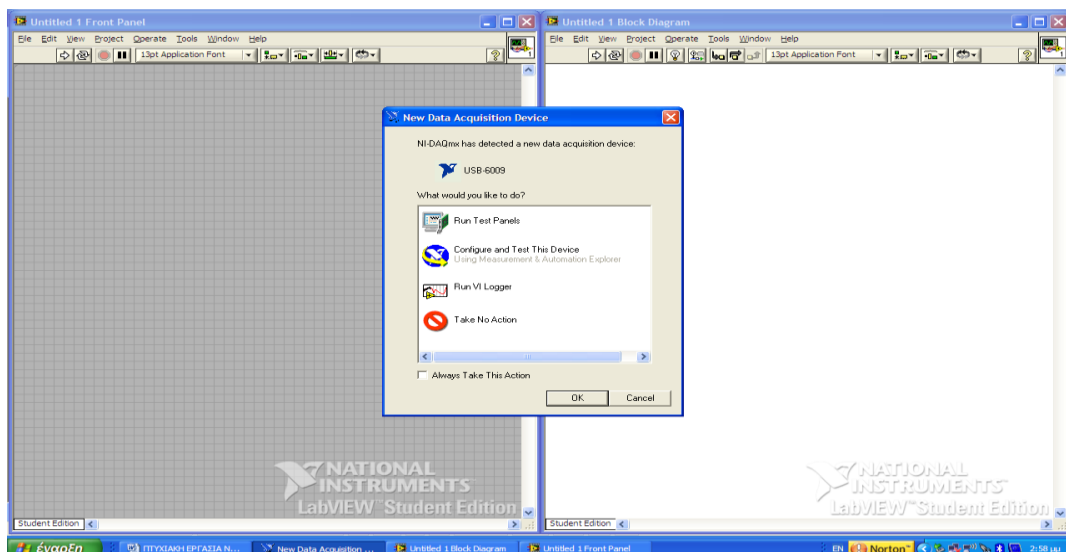 Untitled 1 Front Panel
File Edit View Project Operate Tools Window Help
13pt Application Font
Untitled 1 Block Diagram
File Edit View Project Operate Tools Window Help
13pt Application Font
New Data Acquisition Device
NI-DAQmx has detected a new data acquisition device:
USB-6009
What would you like to do?
Run Test Panels
Configure and Test This Device
Using Measurement & Automation Explorer
Run VI Logger
Take No Action
Always Take This Action
OK Cancel
NATIONAL
INSTRUMENTS
LabVIEW™ Student Edition
NATIONAL
INSTRUMENTS
LabVIEW™ Student Edition
Student Edition
Student Edition
έναρξη
ΠΤΥΧΙΑΚΗ ΕΡΓΑΣΙΑ Ν...
New Data Acquisition ...
Untitled 1 Block Diagram
Untitled 1 Front Panel
EN
Norton™
2:58 μμ